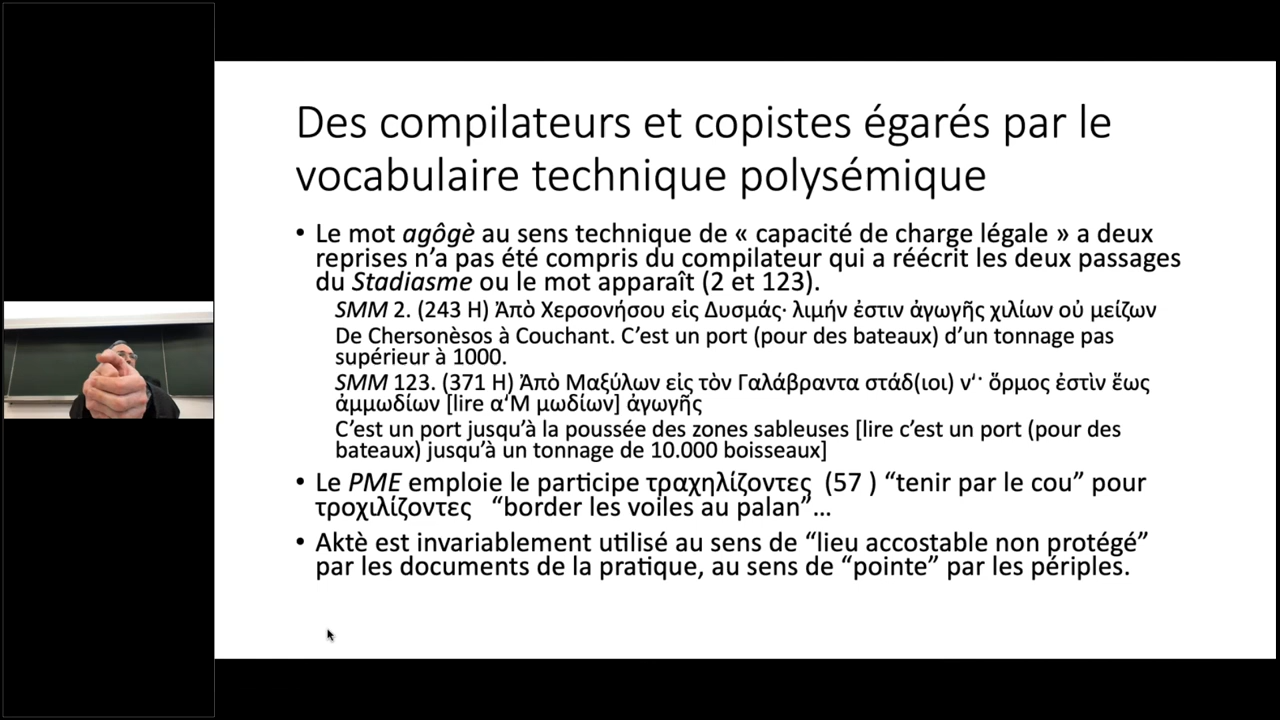 Des compilateurs et copistes égarés par le
vocabulaire technique polysémique
• Le mot agôgè au sens technique de « capacité de charge légale » a deux
reprises n’a pas été compris du compilateur qui a réécrit les deux passages
du Stadiasme ou le mot apparaît (2 et 123).
SMM 2. (243 H) Ἀπὸ Χερσονήσου εἰς Δυσμάς· λιμήν ἐστιν ἀγωγῆς χιλίων οὐ μείζων
De Chersonèsos à Couchant. C’est un port (pour des bateaux) d’un tonnage pas
supérieur à 1000.
SMM 123. (371 H) Ἀπὸ Μαξύλων εἰς τὸν Γαλάβραντα στάδ(ιοι) νʹ· ὅρμος ἐστὶν ἕως
ἀμμωδίων [lire αʹΜ μωδίων] ἀγωγῆς
C’est un port jusqu’à la poussée des zones sableuses [lire c’est un port (pour des
bateaux) jusqu’à un tonnage de 10.000 boisseaux]
• Le PME emploie le participe τραχηλίζοντες (57 ) “tenir par le cou” pour
τροχιλίζοντες “border les voiles au palan”...
• Aktè est invariablement utilisé au sens de “lieu accostable non protégé”
par les documents de la pratique, au sens de “pointe” par les périples.